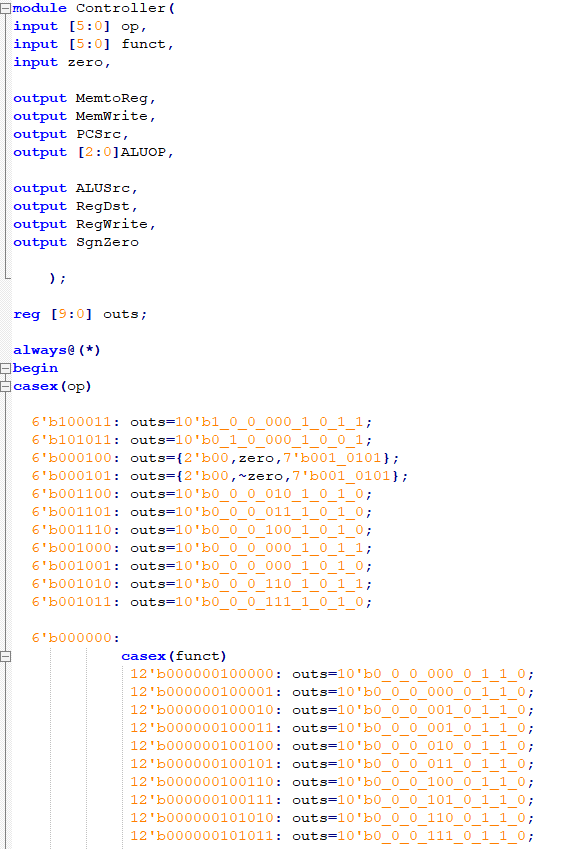 module Controller(
input [5:0] op,
input [5:0] funct,
input zero,
output MemtoReg,
output MemWrite,
output PCSrc,
output [2:0]ALUOP,
output ALUSrc,
output RegDst,
output RegWrite,
output SgnZero
);
reg [9:0] outs;
always@(*)
begin
casex(op)
6'b100011: outs=10'b1_0_0_000_1_0_1_1;
6'b101011: outs=10'b0_1_0_000_1_0_0_1;
6'b000100: outs={2'b00,zero,7'b001_0101};
6'b000101: outs={2'b00,~zero,7'b001_0101};
6'b001100: outs=10'b0_0_0_010_1_0_1_0;
6'b001101: outs=10'b0_0_0_011_1_0_1_0;
6'b001110: outs=10'b0_0_0_100_1_0_1_0;
6'b001000: outs=10'b0_0_0_000_1_0_1_1;
6'b001001: outs=10'b0_0_0_000_1_0_1_0;
6'b001010: outs=10'b0_0_0_110_1_0_1_1;
6'b001011: outs=10'b0_0_0_111_1_0_1_0;
6'b000000:
casex(funct)
12'b000000100000: outs=10'b0_0_0_000_0_1_1_0;
12'b000000100001: outs=10'b0_0_0_000_0_1_1_0;
12'b000000100010: outs=10'b0_0_0_001_0_1_1_0;
12'b000000100011: outs=10'b0_0_0_001_0_1_1_0;
12'b000000100100: outs=10'b0_0_0_010_0_1_1_0;
12'b000000100101: outs=10'b0_0_0_011_0_1_1_0;
12'b000000100110: outs=10'b0_0_0_100_0_1_1_0;
12'b000000100111: outs=10'b0_0_0_101_0_1_1_0;
12'b000000101010: outs=10'b0_0_0_110_0_1_1_0;
12'b000000101011: outs=10'b0_0_0_111_0_1_1_0;